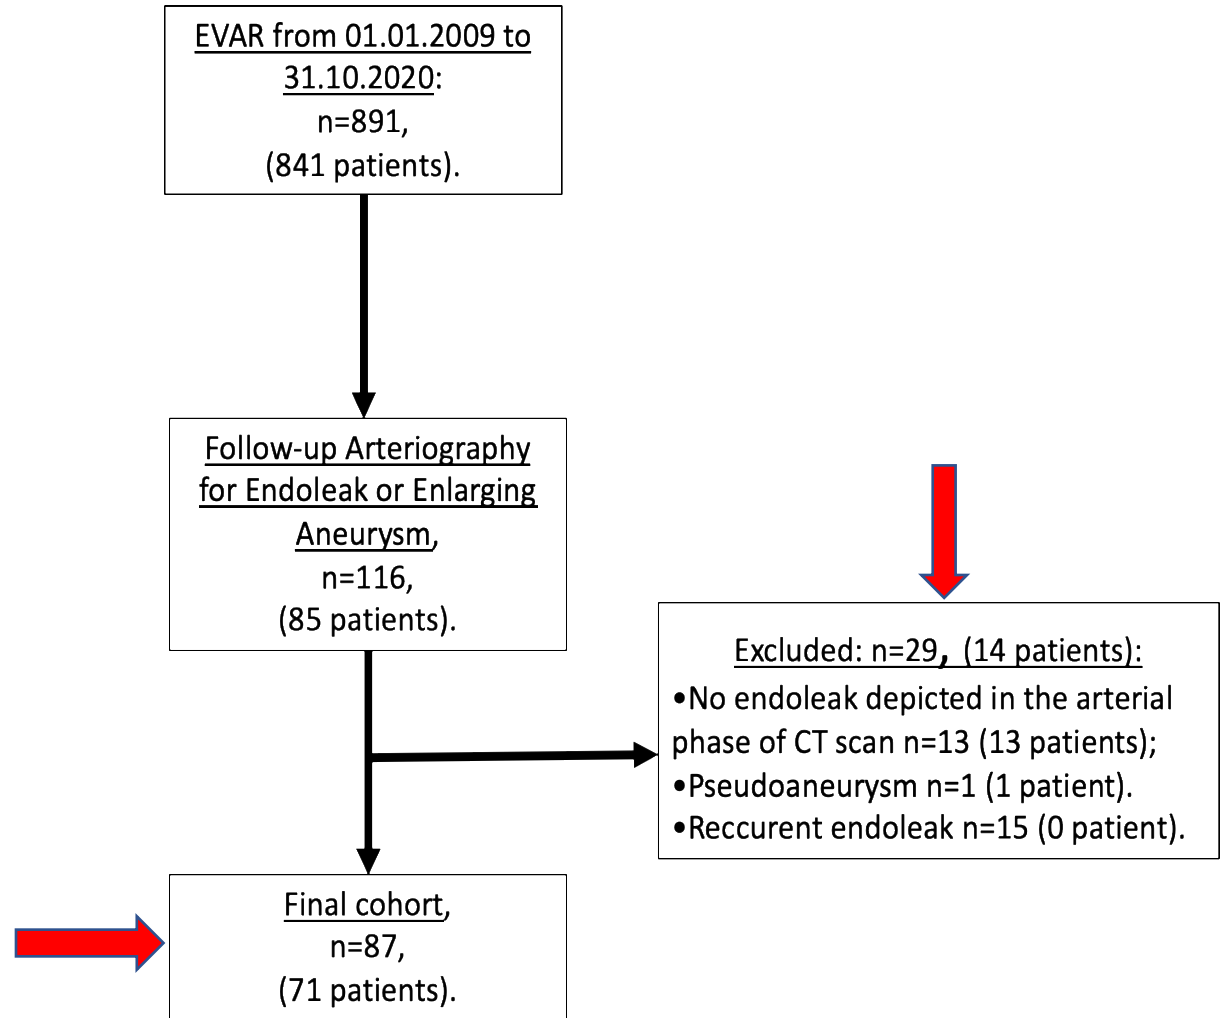 EVAR from 01.01.2009 to
31.10.2020:
n=891,
(841 patients).
Follow-up Arteriography
for Endoleak or Enlarging
Aneurysm,
n=116,
(85 patients).
Excluded: n=29, (14 patients):
•No endoleak depicted in the arterial
phase of CT scan n=13 (13 patients);
•Pseudoaneurysm n=1 (1 patient).
•Reccurent endoleak n=15 (0 patient).
Final cohort,
n=87,
(71 patients).